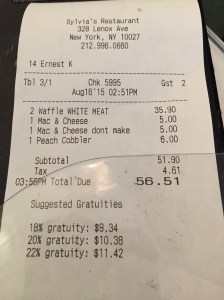 Sylvia's Restaurant
328 Lenox Ave
New York, NY 10027
212.996.0660
14 Ernest K
Tbl 3/1 Chk 5995 Gst 2
Aug16'15 02:51PM
2 Waffle WHITE MEAT 35.90
1 Mac & Cheese 5.00
1 Mac & Cheese dont make 5.00
1 Peach Cobbler 6.00
Subtotal 51.90
Tax 4.61
03:56PM Total Due 56.51
Suggested Gratuities
18% gratuity: $9.34
20% gratuity: $10.38
22% gratuity: $11.42